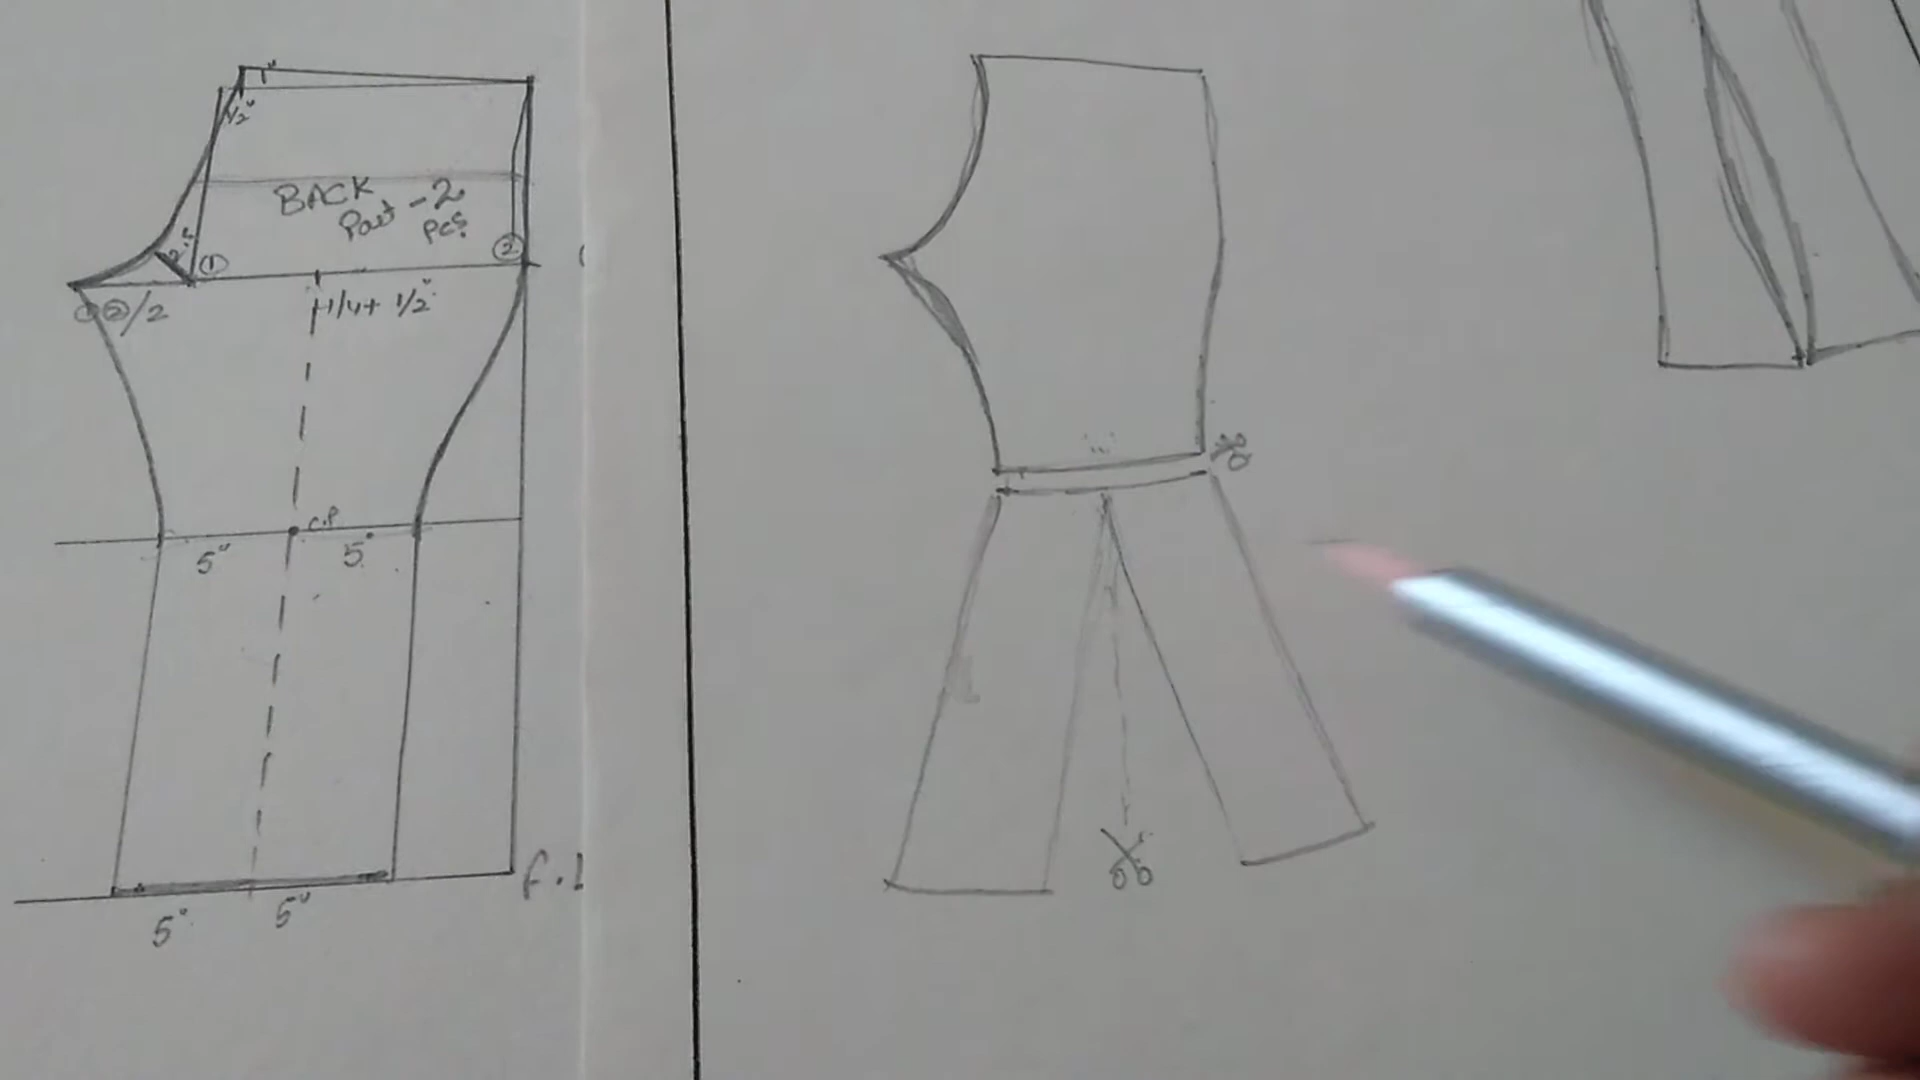 1"
1/2"
BACK
Part - 2
pcs.
2"
①
②
②/2
H/4+ 1/2"
C.P
5" 5"
5" 5"